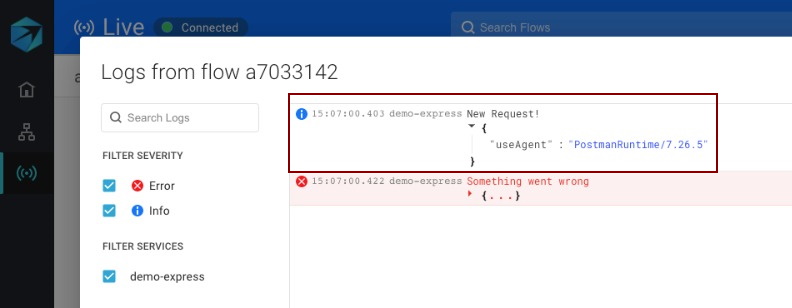 Live
Connected
Search Flows
Logs from flow a7033142
Search Logs
FILTER SEVERITY
Error
Info
FILTER SERVICES
demo-express
15:07:00.403 demo-express New Request!
{
"useAgent" : "PostmanRuntime/7.26.5"
}
15:07:00.422 demo-express Something went wrong
{...}